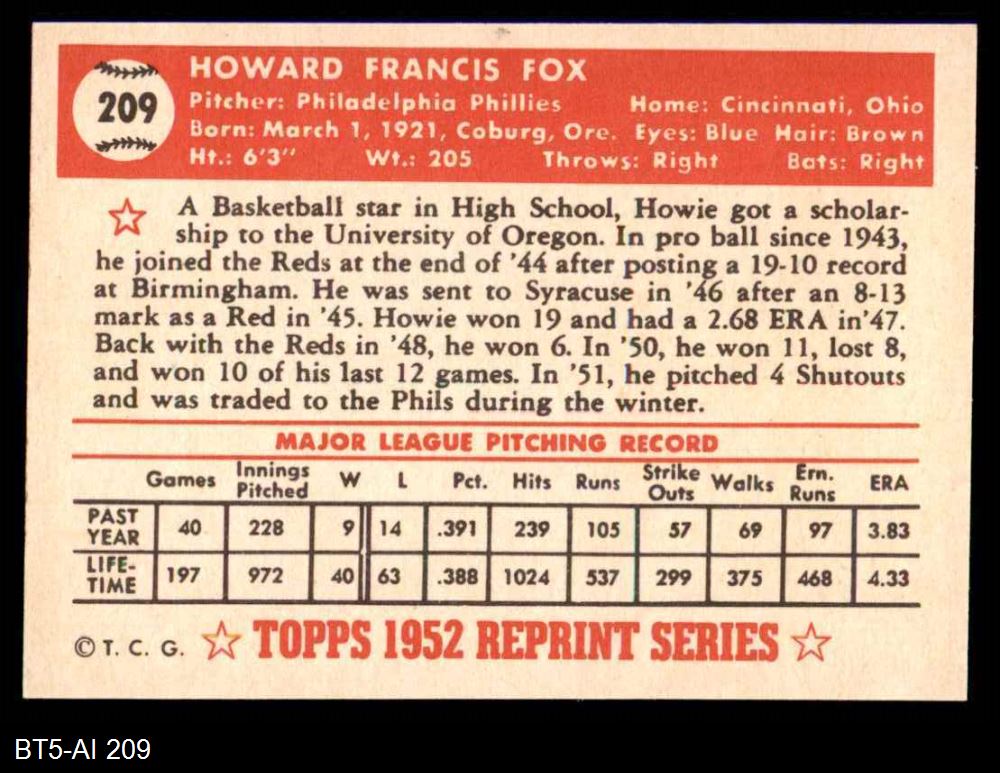 209
HOWARD FRANCIS FOX
Pitcher: Philadelphia Phillies Home: Cincinnati, Ohio
Born: March 1, 1921, Coburg, Ore. Eyes: Blue Hair: Brown
Ht.: 6'3" Wt.: 205 Throws: Right Bats: Right
A Basketball star in High School, Howie got a scholar-
ship to the University of Oregon. In pro ball since 1943,
he joined the Reds at the end of '44 after posting a 19-10 record
at Birmingham. He was sent to Syracuse in '46 after an 8-13
mark as a Red in '45. Howie won 19 and had a 2.68 ERA in'47.
Back with the Reds in '48, he won 6. In '50, he won 11, lost 8,
and won 10 of his last 12 games. In '51, he pitched 4 Shutouts
and was traded to the Phils during the winter.
MAJOR LEAGUE PITCHING RECORD
Games Innings Pitched W L Pct. Hits Runs Strike Outs Walks Ern. Runs ERA
PAST YEAR 40 228 9 14 .391 239 105 57 69 97 3.83
LIFE-TIME 197 972 40 63 .388 1024 537 299 375 468 4.33
© T. C. G. TOPPS 1952 REPRINT SERIES
BT5-AI 209